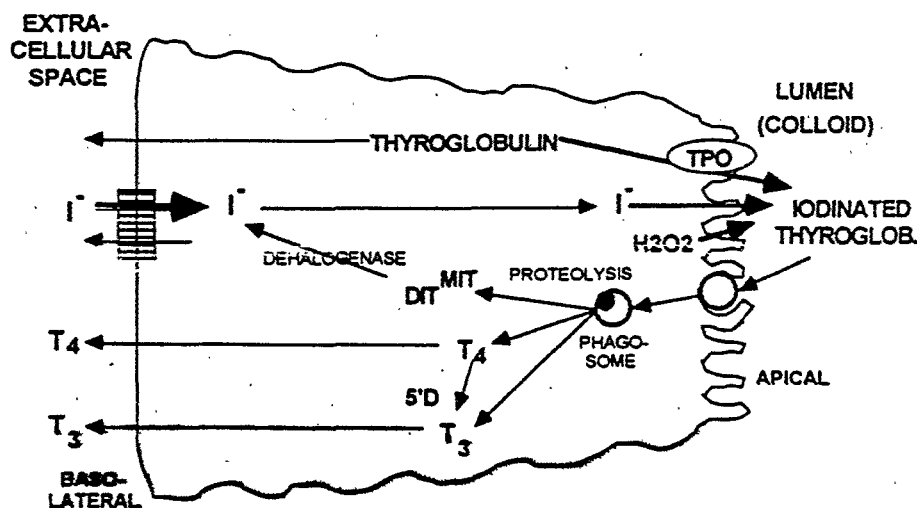 EXTRA-
CELLULAR
SPACE
LUMEN
(COLLOID)
THYROGLOBULIN
TPO
I-
I-
I-
IODINATED
THYROGLOB.
H2O2
DEHALOGENASE
PROTEOLYSIS
DIT MIT
PHAGO-
SOME
T4
T4
APICAL
5'D
T3
T3
BASO-
LATERAL